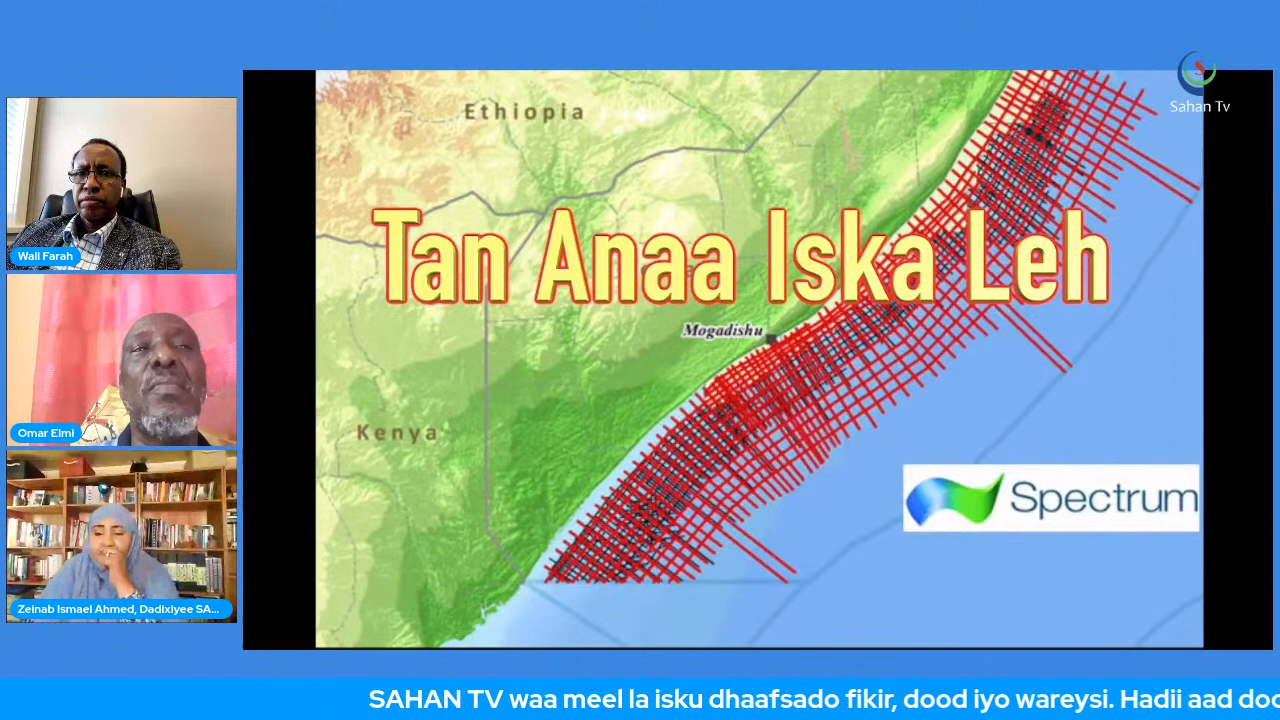 Sahan Tv
Ethiopia
Tan Anaa Iska Leh
Mogadishu
Kenya
Spectrum
Wali Farah
Omar Elmi
Zeinab Ismael Ahmed, Dadixiyee SA...
SAHAN TV waa meel la isku dhaafsado fikir, dood iyo wareysi. Hadii aad doo